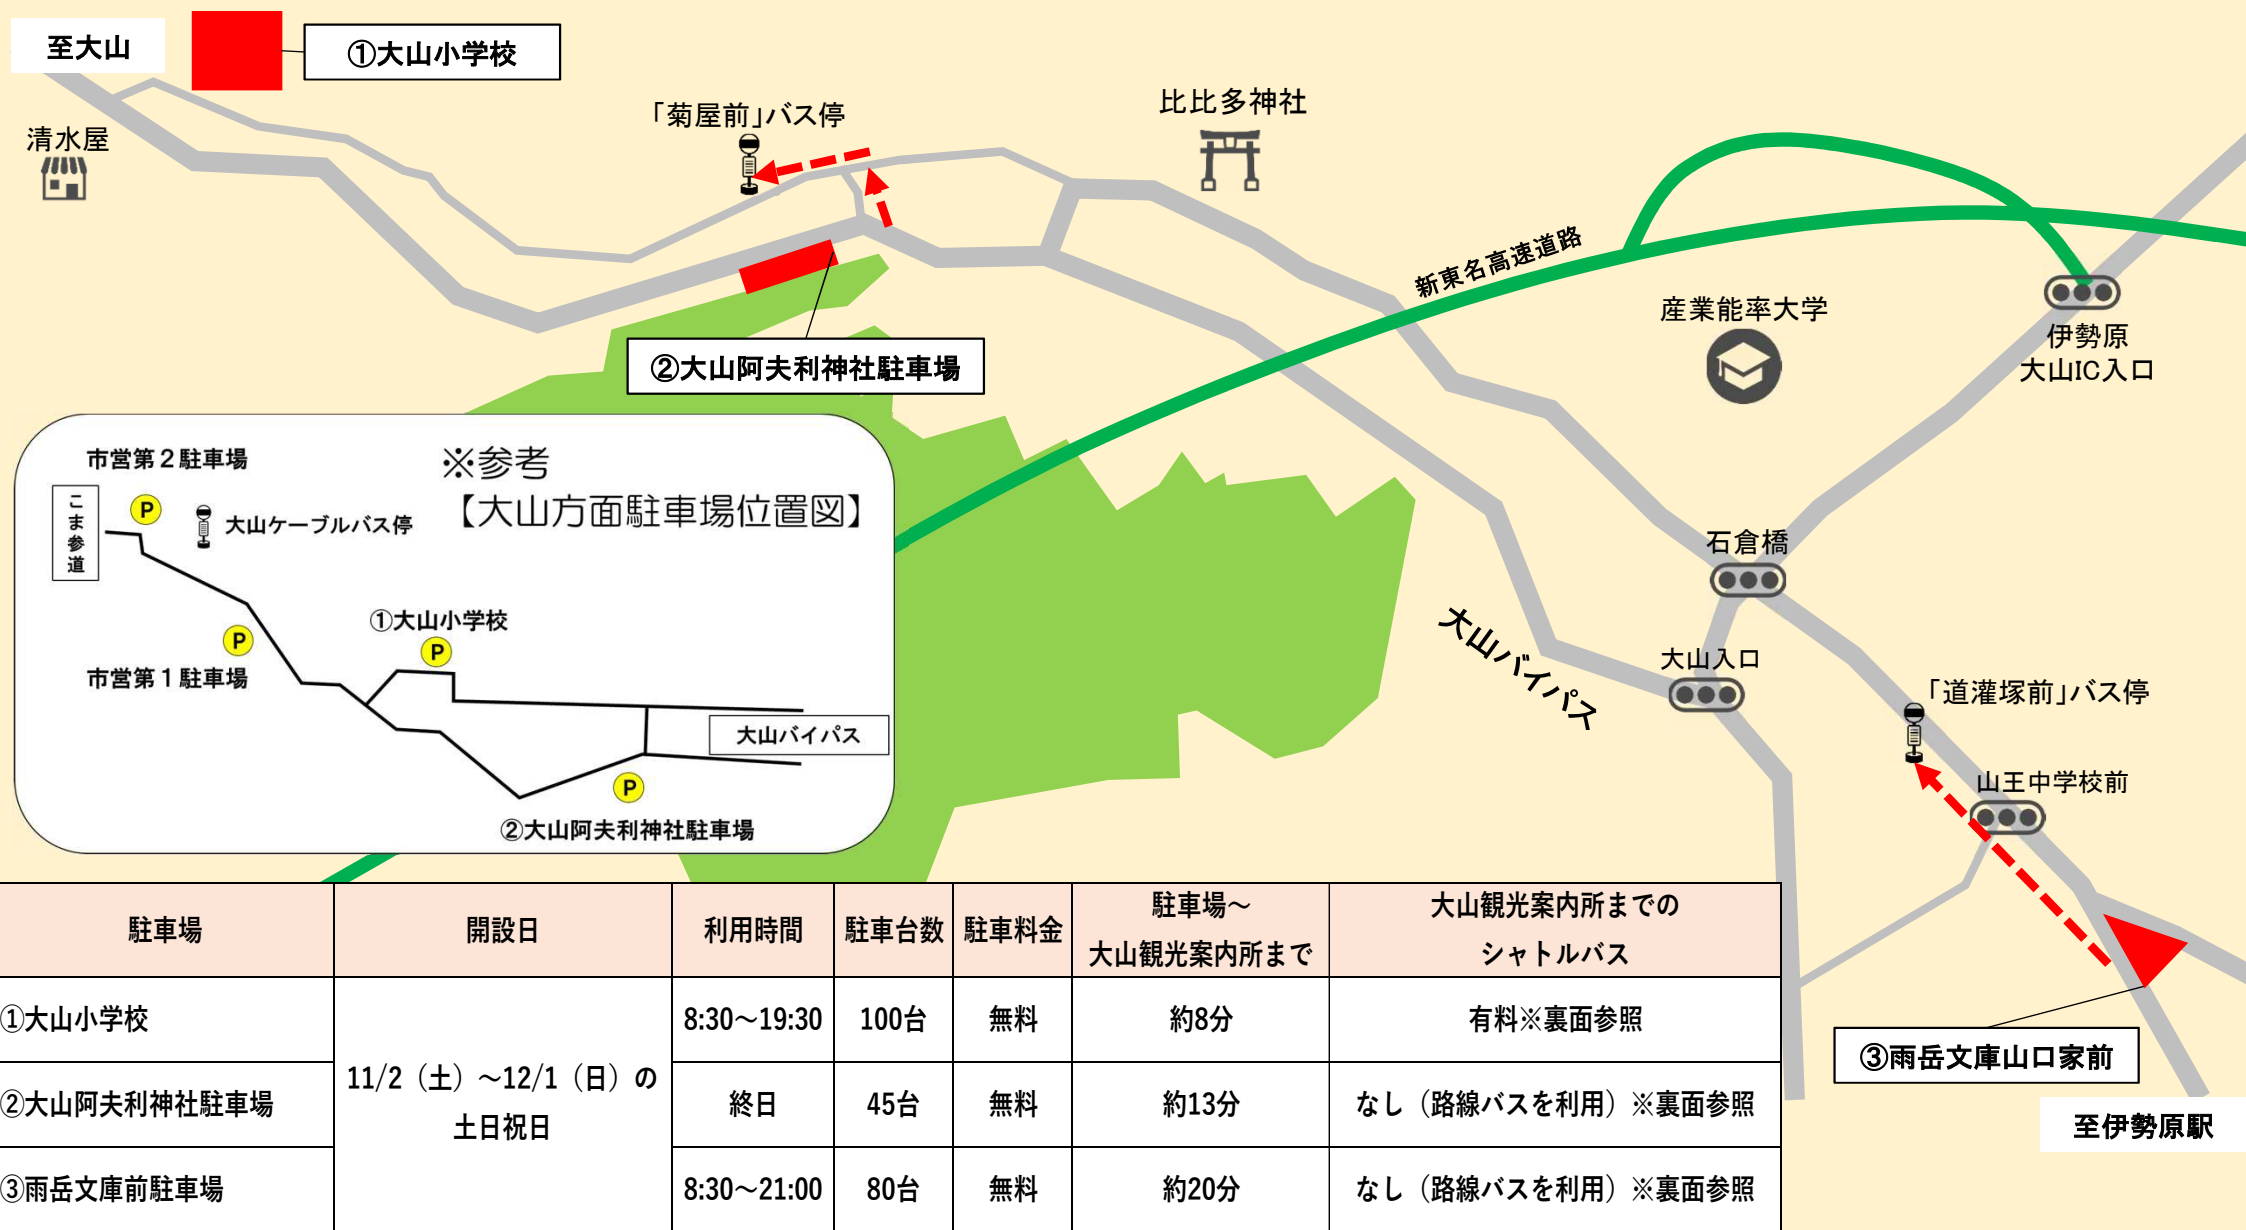 至大山
①大山小学校
「菊屋前」バス停
比比多神社
清水屋
新東名高速道路
産業能率大学
伊勢原
大山IC入口
②大山阿夫利神社駐車場
石倉橋
大山バイパス
大山入口
「道灌塚前」バス停
山王中学校前
③雨岳文庫山口家前
至伊勢原駅
※参考
【大山方面駐車場位置図】
市営第2駐車場
P
こま参道
大山ケーブルバス停
P
市営第1駐車場
①大山小学校
P
大山バイパス
P
②大山阿夫利神社駐車場
駐車場 開設日 利用時間 駐車台数 駐車料金 駐車場～ 大山観光案内所までの
大山観光案内所まで シャトルバス
①大山小学校 8:30～19:30 100台 無料 約8分 有料※裏面参照
11/2（土）～12/1（日）の
土日祝日
②大山阿夫利神社駐車場 終日 45台 無料 約13分 なし（路線バスを利用）※裏面参照
③雨岳文庫前駐車場 8:30～21:00 80台 無料 約20分 なし（路線バスを利用）※裏面参照